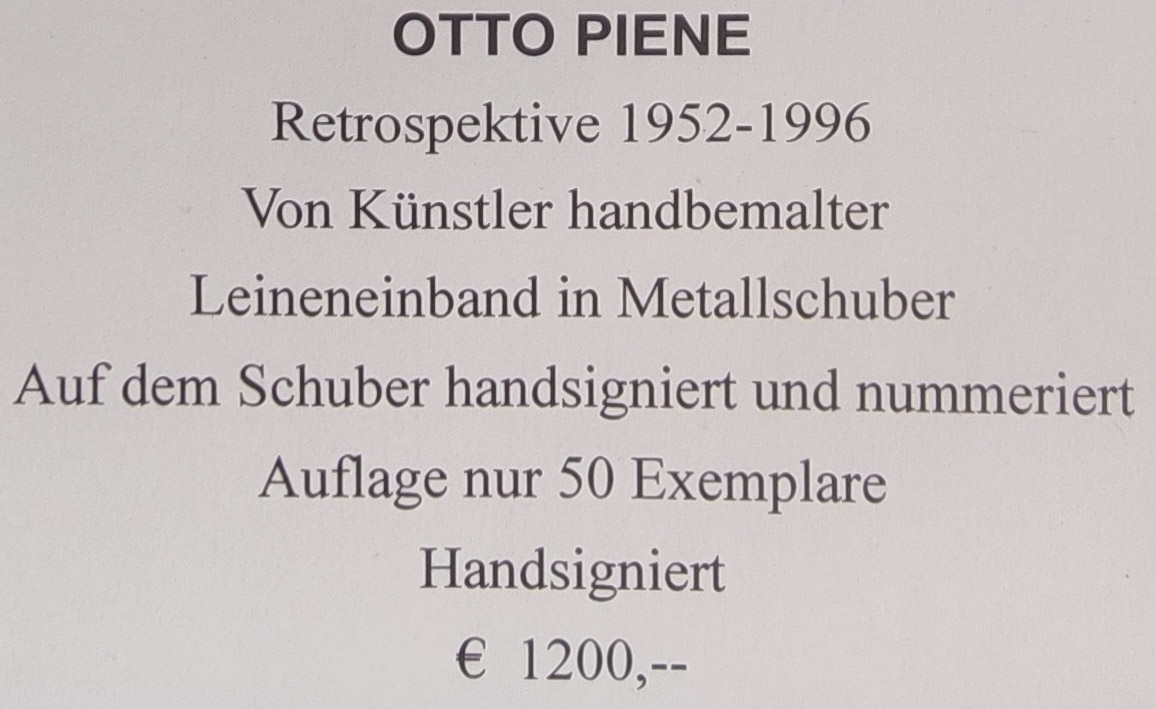 OTTO PIENE
Retrospektive 1952-1996
Von Künstler handbemalter
Leineneinband in Metallschuber
Auf dem Schuber handsigniert und nummeriert
Auflage nur 50 Exemplare
Handsigniert
€ 1200,--